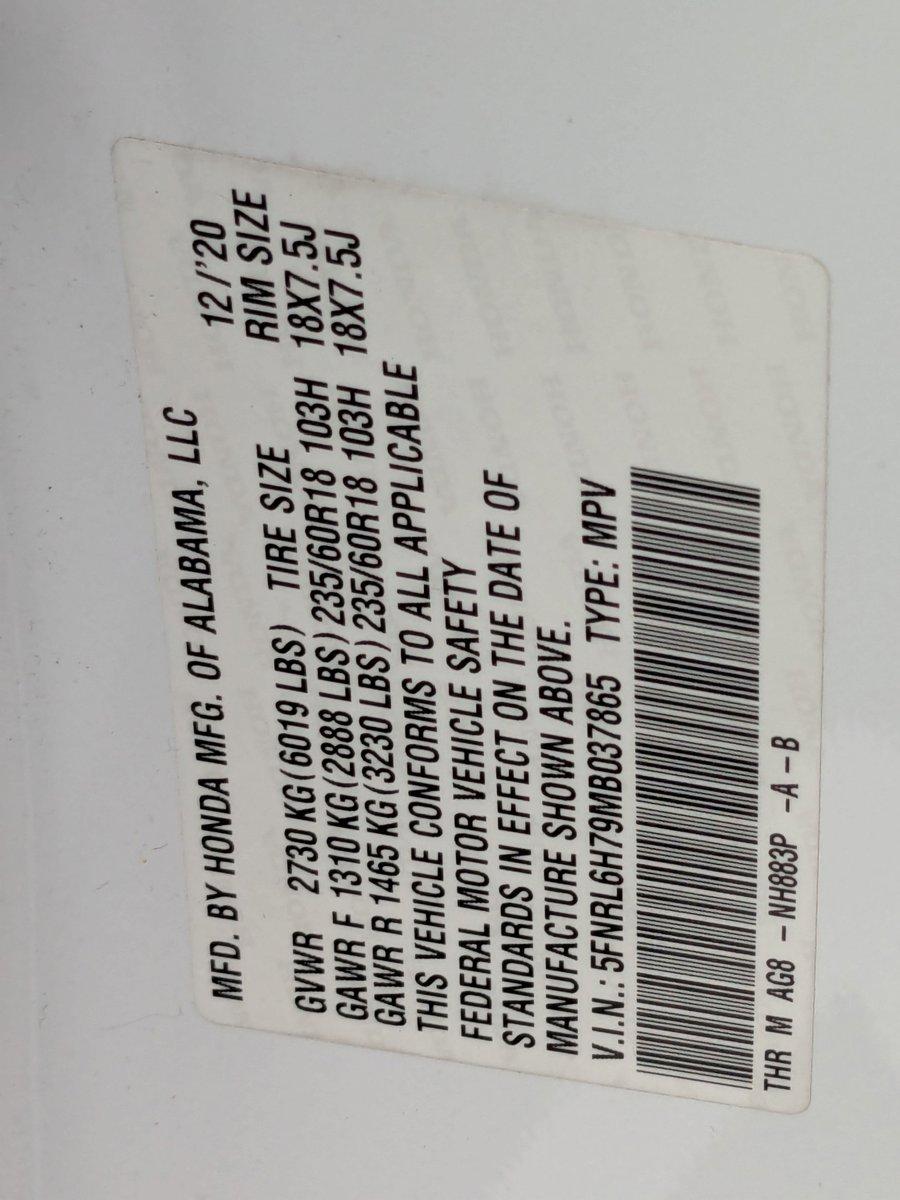 MFD. BY HONDA MFG. OF ALABAMA, LLC 12/'20
GVWR 2730 KG(6019 LBS) TIRE SIZE RIM SIZE
GAWR F 1310 KG(2888 LBS) 235/60R18 103H 18X7.5J
GAWR R 1465 KG(3230 LBS) 235/60R18 103H 18X7.5J
THIS VEHICLE CONFORMS TO ALL APPLICABLE
FEDERAL MOTOR VEHICLE SAFETY
STANDARDS IN EFFECT ON THE DATE OF
MANUFACTURE SHOWN ABOVE.
V.I.N.: 5FNRL6H79MB037865 TYPE: MPV
THR M AG8 -NH883P -A-B